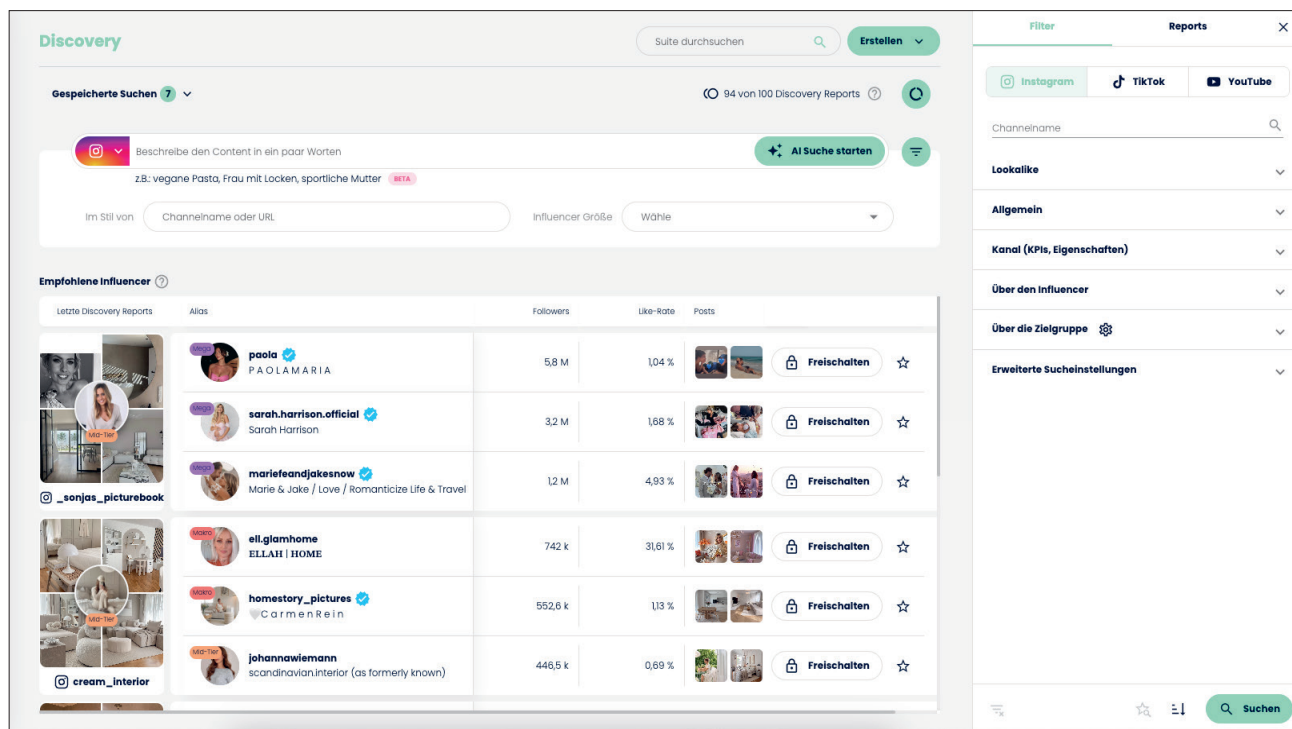 Discovery
Suite durchsuchen
Erstellen
Gespeicherte Suchen 7
94 von 100 Discovery Reports
Beschreibe den Content in ein paar Worten
AI Suche starten
z.B.: vegane Pasta, Frau mit Locken, sportliche Mutter BETA
Im Stil von
Channelname oder URL
Influencer Größe
Wähle
Empfohlene Influencer
Letzte Discovery Reports
Alias
Followers
Like-Rate
Posts
Mid-Tier
_sonjas_picturebook
Mega
paola
PAOLAMARIA
5,8 M
1,04 %
Freischalten
Mega
sarah.harrison.official
Sarah Harrison
3,2 M
1,68 %
Freischalten
Mega
mariefeandjakesnow
Marie & Jake / Love / Romanticize Life & Travel
1,2 M
4,93 %
Freischalten
Mid-Tier
cream_interior
Makro
ell.glamhome
ELLAH | HOME
742 k
31,61 %
Freischalten
Makro
homestory_pictures
🤍CarmenRein
552,6 k
1,13 %
Freischalten
Mid-Tier
johannawiemann
scandinavian.interior (as formerly known)
446,5 k
0,69 %
Freischalten
Filter
Reports
Instagram
TikTok
YouTube
Channelname
Lookalike
Allgemein
Kanal (KPIs, Eigenschaften)
Über den Influencer
Über die Zielgruppe
Erweiterte Sucheinstellungen
Suchen